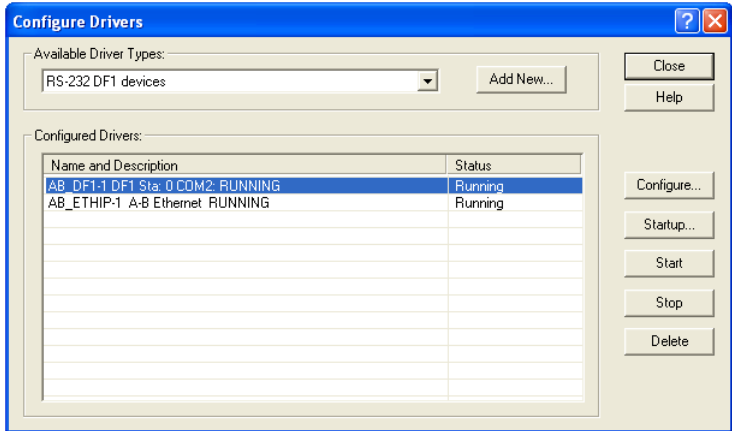 Configure Drivers
Available Driver Types:
RS-232 DF1 devices
Add New...
Close
Help
Configured Drivers:
Name and Description Status
AB_DF1-1 DF1 Sta: 0 COM2: RUNNING Running
AB_ETHIP-1 A-B Ethernet RUNNING Running
Configure...
Startup...
Start
Stop
Delete